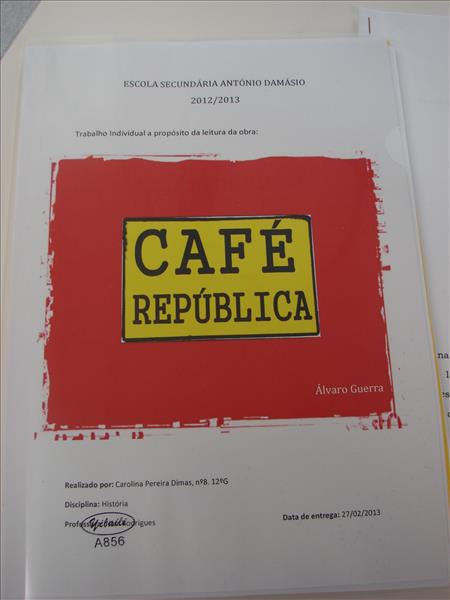 ESCOLA SECUNDÁRIA ANTÓNIO DAMÁSIO
2012/2013
Trabalho Individual a propósito da leitura da obra:
CAFÉ
REPÚBLICA
Álvaro Guerra
Realizado por: Carolina Pereira Dimas, nº8. 12ºG
Disciplina: História
Data de entrega: 27/02/2013
A856